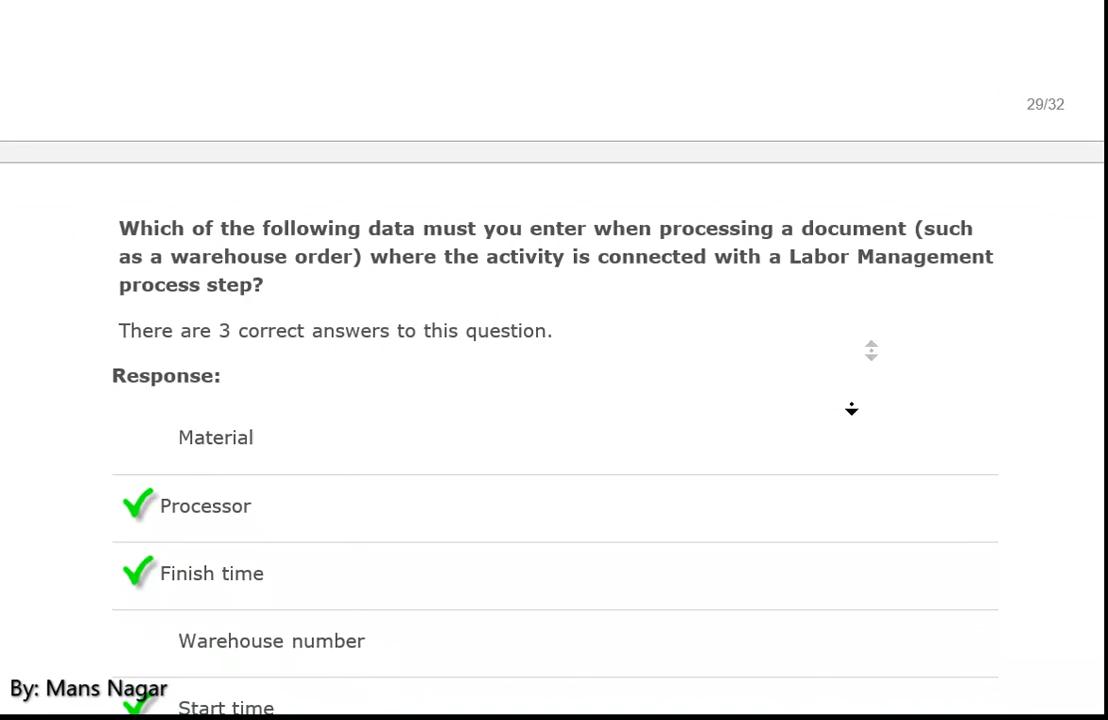 29/32
Which of the following data must you enter when processing a document (such
as a warehouse order) where the activity is connected with a Labor Management
process step?
There are 3 correct answers to this question.
Response:
Material
Processor
Finish time
Warehouse number
By: Mans Nagar
Start time